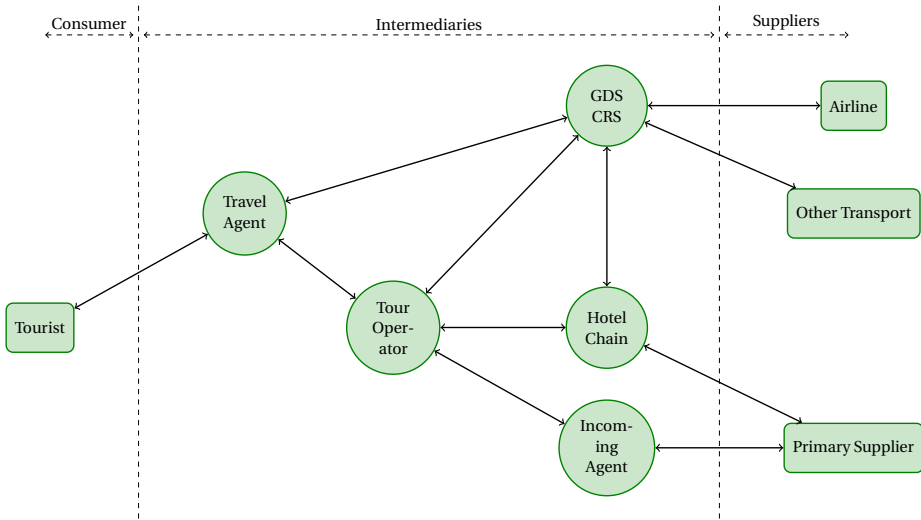 Consumer
Intermediaries
Suppliers
GDS
CRS
Airline
Travel
Agent
Other Transport
Tourist
Tour
Oper-
ator
Hotel
Chain
Incom-
ing
Agent
Primary Supplier